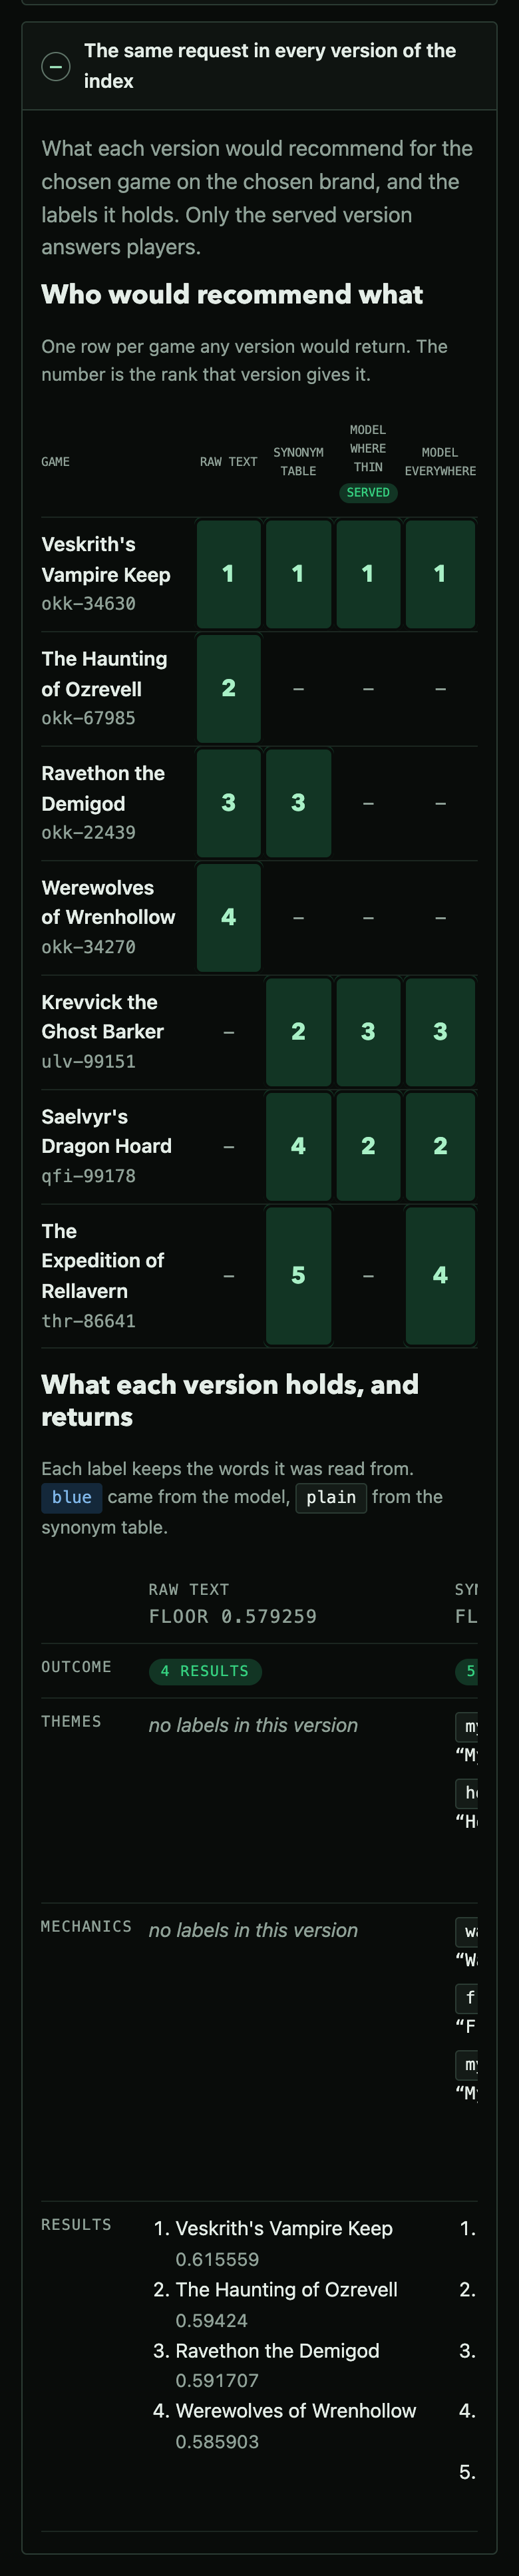 The same request in every version of the
index
What each version would recommend for the
chosen game on the chosen brand, and the
labels it holds. Only the served version
answers players.
Who would recommend what
One row per game any version would return. The
number is the rank that version gives it.
GAME RAW TEXT SYNONYM TABLE MODEL WHERE THIN SERVED MODEL EVERYWHERE
Veskrith's
Vampire Keep
okk-34630
1 1 1 1
The Haunting
of Ozrevell
okk-67985
2 – – –
Ravethon the
Demigod
okk-22439
3 3 – –
Werewolves
of Wrenhollow
okk-34270
4 – – –
Krevvick the
Ghost Barker
ulv-99151
– 2 3 3
Saelvyr's
Dragon Hoard
qfi-99178
– 4 2 2
The
Expedition of
Rellavern
thr-86641
– 5 – 4
What each version holds, and
returns
Each label keeps the words it was read from.
blue came from the model, plain from the
synonym table.
RAW TEXT
FLOOR 0.579259
OUTCOME 4 RESULTS 5
THEMES no labels in this version
MECHANICS no labels in this version
RESULTS 1. Veskrith's Vampire Keep 1.
0.615559
2. The Haunting of Ozrevell 2.
0.59424
3. Ravethon the Demigod 3.
0.591707
4. Werewolves of Wrenhollow 4.
0.585903
5.